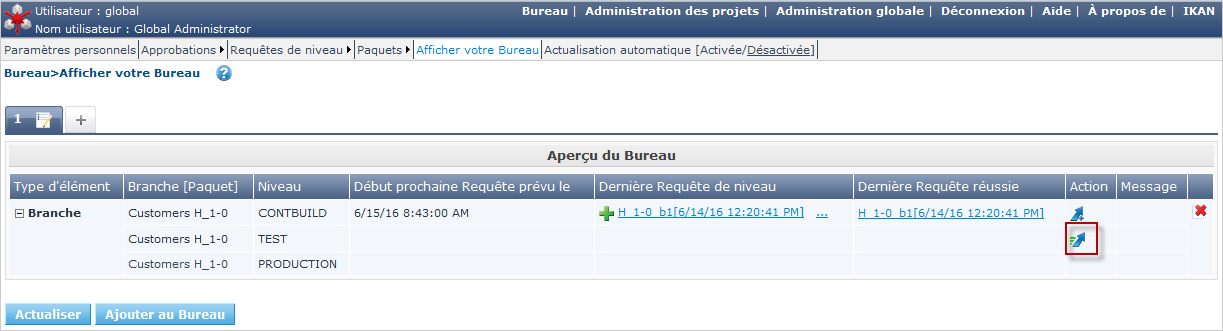 Utilisateur : global
Nom utilisateur : Global Administrator
Bureau | Administration des projets | Administration globale | Déconnexion | Aide | À propos de | IKAN
Paramètres personnels Approbations Requêtes de niveau Paquets Afficher votre Bureau Actualisation automatique [Activée/Désactivée]
Bureau>Afficher votre Bureau ?
1 +
Aperçu du Bureau
Type d'élément Branche [Paquet] Niveau Début prochaine Requête prévu le Dernière Requête de niveau Dernière Requête réussie Action Message
Branche Customers H_1-0 CONTBUILD 6/15/16 8:43:00 AM H_1-0_b1[6/14/16 12:20:41 PM] ... H_1-0_b1[6/14/16 12:20:41 PM]
Customers H_1-0 TEST
Customers H_1-0 PRODUCTION
Actualiser Ajouter au Bureau